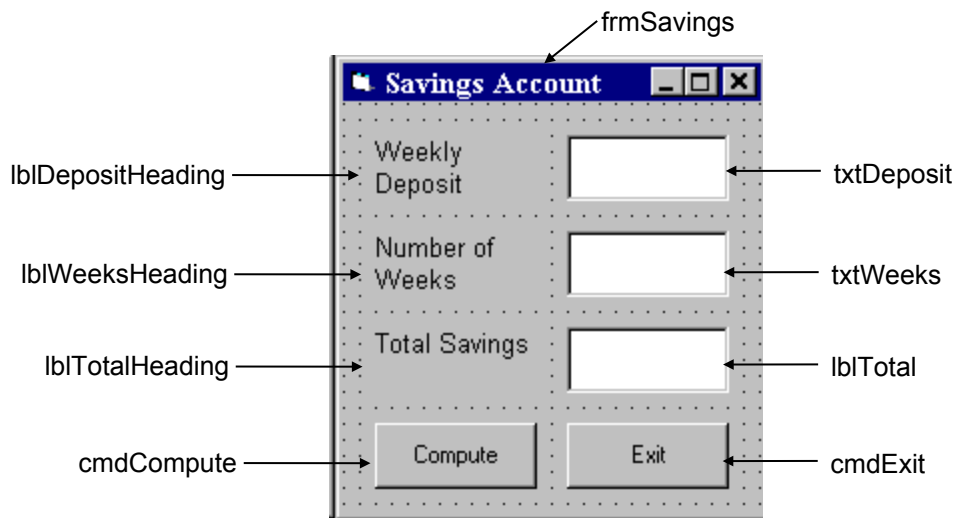 frmSavings
Savings Account
lblDepositHeading
Weekly
Deposit
txtDeposit
lblWeeksHeading
Number of
Weeks
txtWeeks
lblTotalHeading
Total Savings
lblTotal
cmdCompute
Compute
Exit
cmdExit